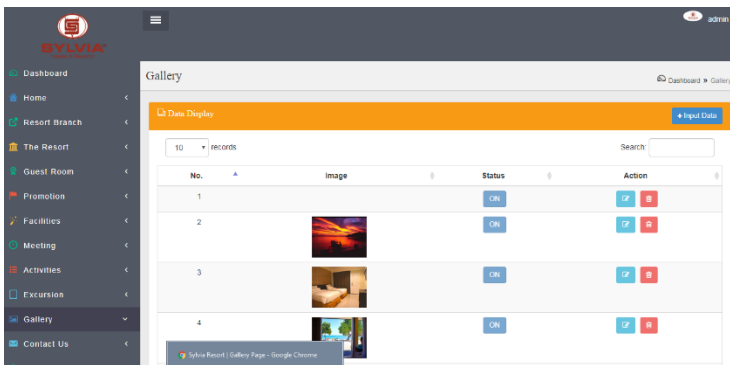 SYLVIA
admin
Dashboard
Home
Resort Branch
The Resort
Guest Room
Promotion
Facilities
Meeting
Activities
Excursion
Gallery
Contact Us
Gallery
Dashboard » Gallery
Data Display
+ Input Data
10 records
Search:
No. Image Status Action
1 ON
2 ON
3 ON
4 ON
Sylvia Resort | Gallery Page - Google Chrome